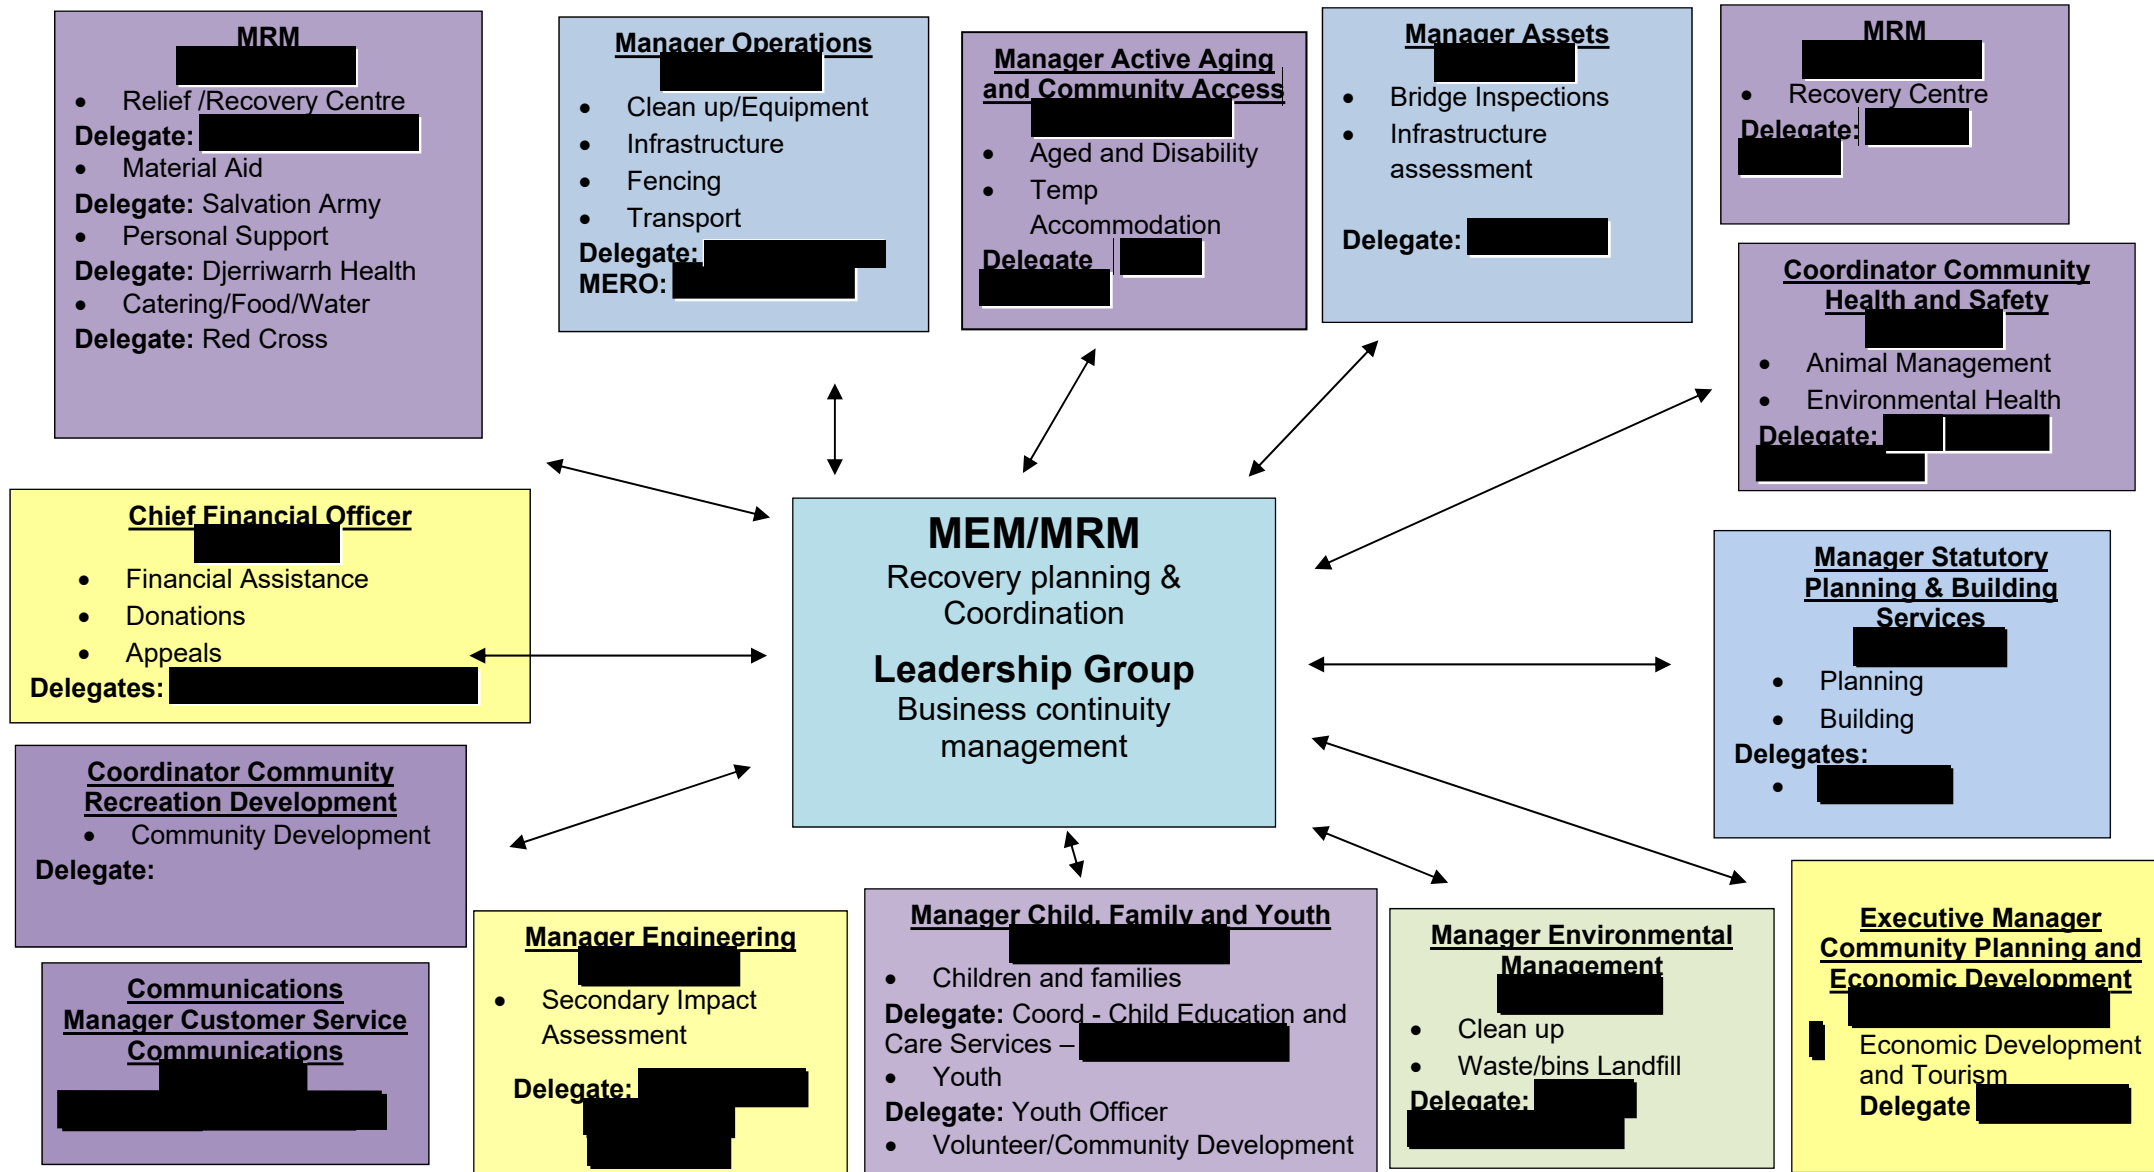 MRM
• Relief /Recovery Centre
Delegate:
• Material Aid
Delegate: Salvation Army
• Personal Support
Delegate: Djerriwarrh Health
• Catering/Food/Water
Delegate: Red Cross
Manager Operations
• Clean up/Equipment
• Infrastructure
• Fencing
• Transport
Delegate:
MERO:
Manager Active Aging
and Community Access
• Aged and Disability
• Temp
Accommodation
Delegate
Manager Assets
• Bridge Inspections
• Infrastructure
assessment
Delegate:
MRM
• Recovery Centre
Delegate:
Coordinator Community
Health and Safety
• Animal Management
• Environmental Health
Delegate:
Chief Financial Officer
• Financial Assistance
• Donations
• Appeals
Delegates:
MEM/MRM
Recovery planning &
Coordination
Leadership Group
Business continuity
management
Manager Statutory
Planning & Building
Services
• Planning
• Building
Delegates:
•
Coordinator Community
Recreation Development
• Community Development
Delegate:
Communications
Manager Customer Service
Communications
Manager Engineering
• Secondary Impact
Assessment
Delegate:
Manager Child, Family and Youth
• Children and families
Delegate: Coord - Child Education and
Care Services –
• Youth
Delegate: Youth Officer
• Volunteer/Community Development
Manager Environmental
Management
• Clean up
• Waste/bins Landfill
Delegate:
Executive Manager
Community Planning and
Economic Development
Economic Development
and Tourism
Delegate